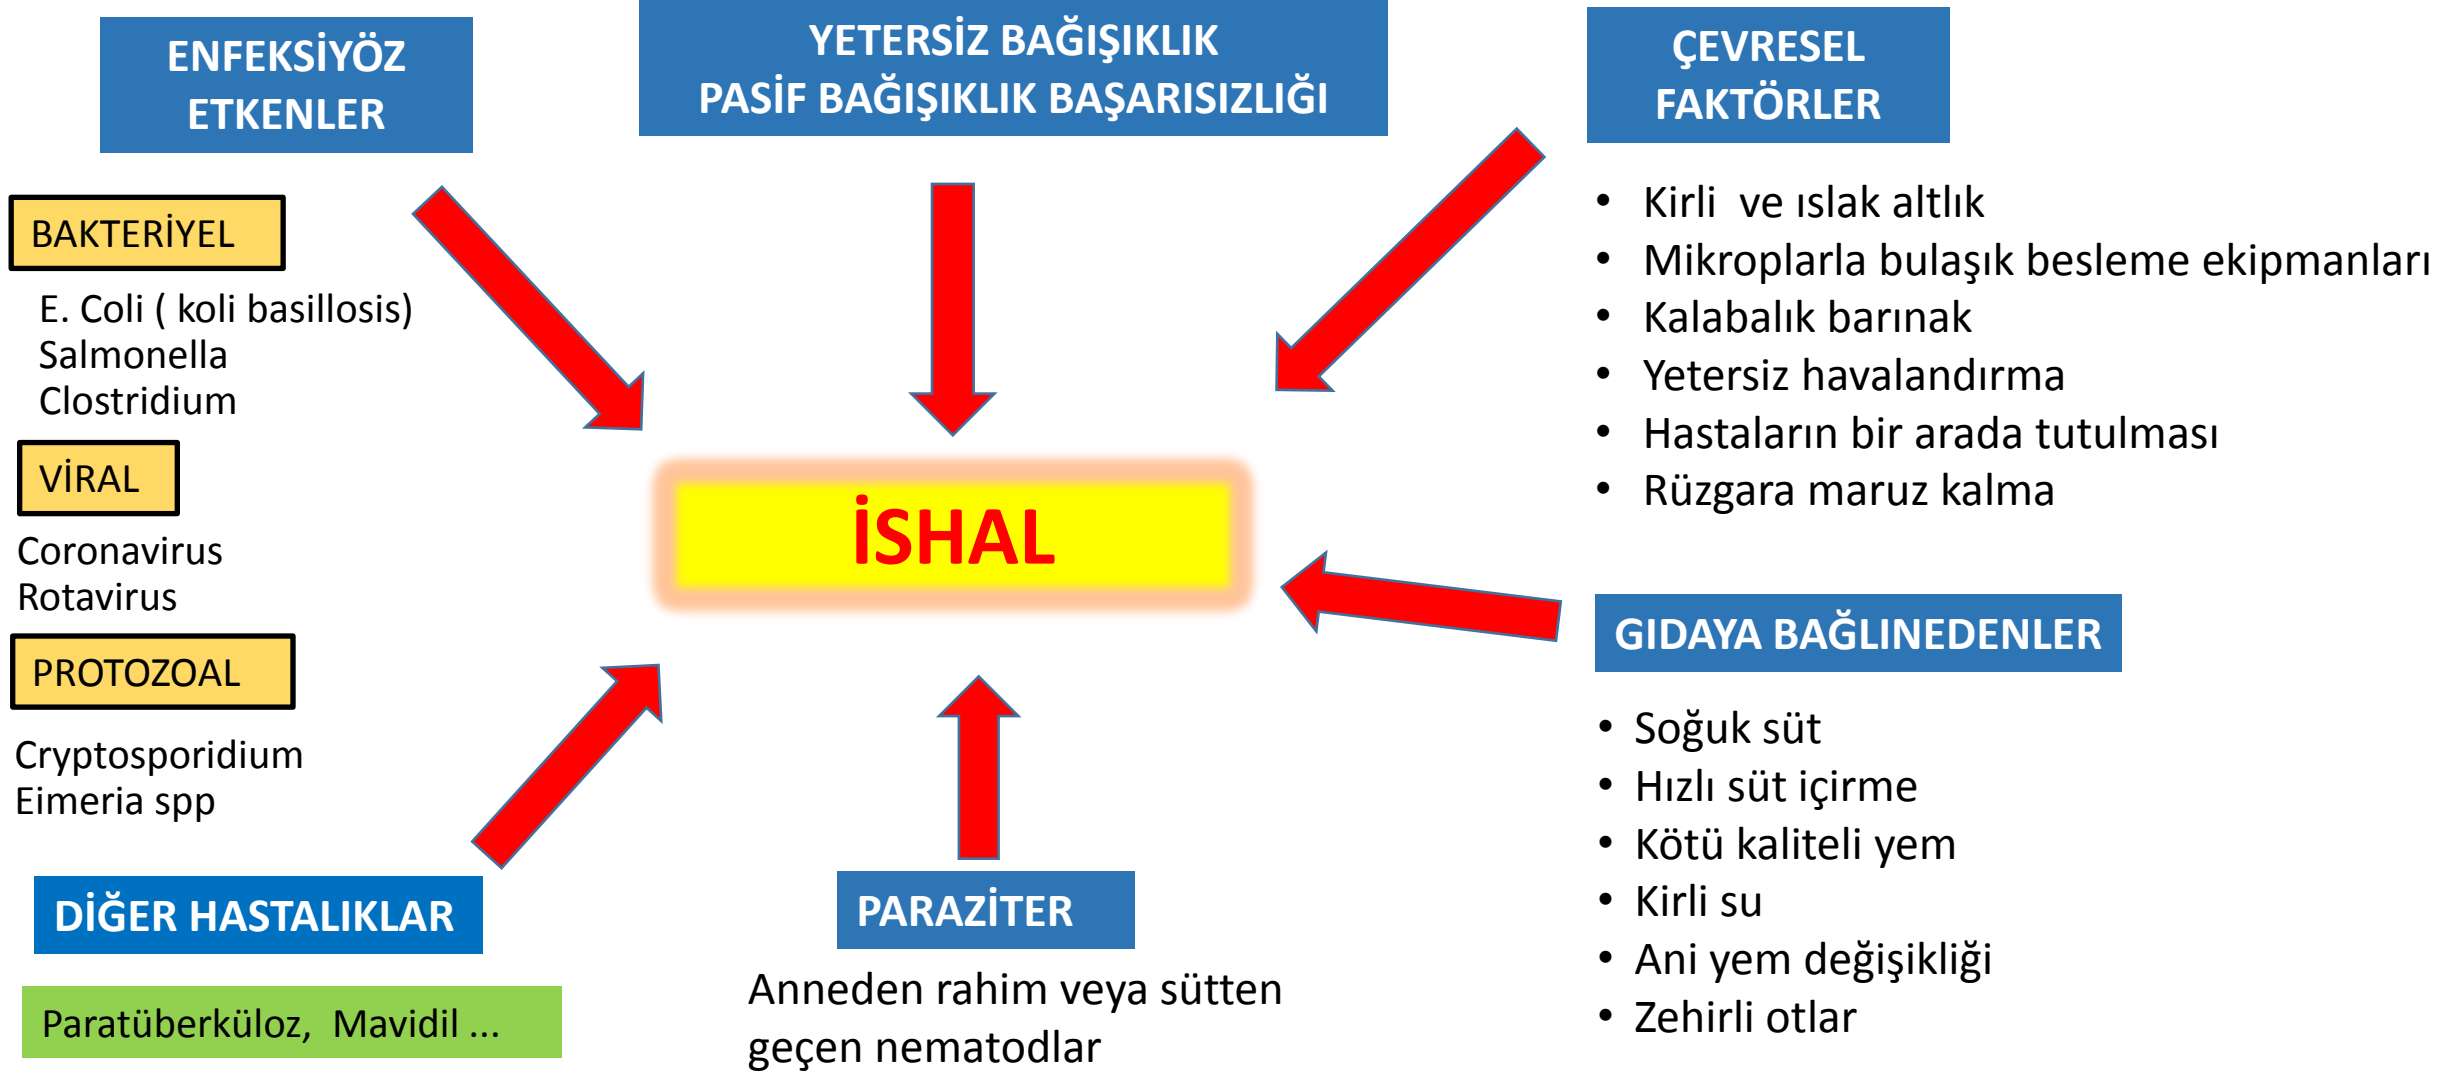 ENFEKSİYÖZ
ETKENLER
BAKTERİYEL
E. Coli ( koli basillosis)
Salmonella
Clostridium
VİRAL
Coronavirus
Rotavirus
PROTOZOAL
Cryptosporidium
Eimeria spp
DİĞER HASTALIKLAR
Paratüberküloz, Mavidil ...
YETERSİZ BAĞIŞIKLIK
PASİF BAĞIŞIKLIK BAŞARISIZLIĞI
İSHAL
PARAZİTER
Anneden rahim veya sütten
geçen nematodlar
ÇEVRESEL
FAKTÖRLER
• Kirli ve ıslak altlık
• Mikroplarla bulaşık besleme ekipmanları
• Kalabalık barınak
• Yetersiz havalandırma
• Hastaların bir arada tutulması
• Rüzgara maruz kalma
GIDAYA BAĞLINEDENLER
• Soğuk süt
• Hızlı süt içirme
• Kötü kaliteli yem
• Kirli su
• Ani yem değişikliği
• Zehirli otlar